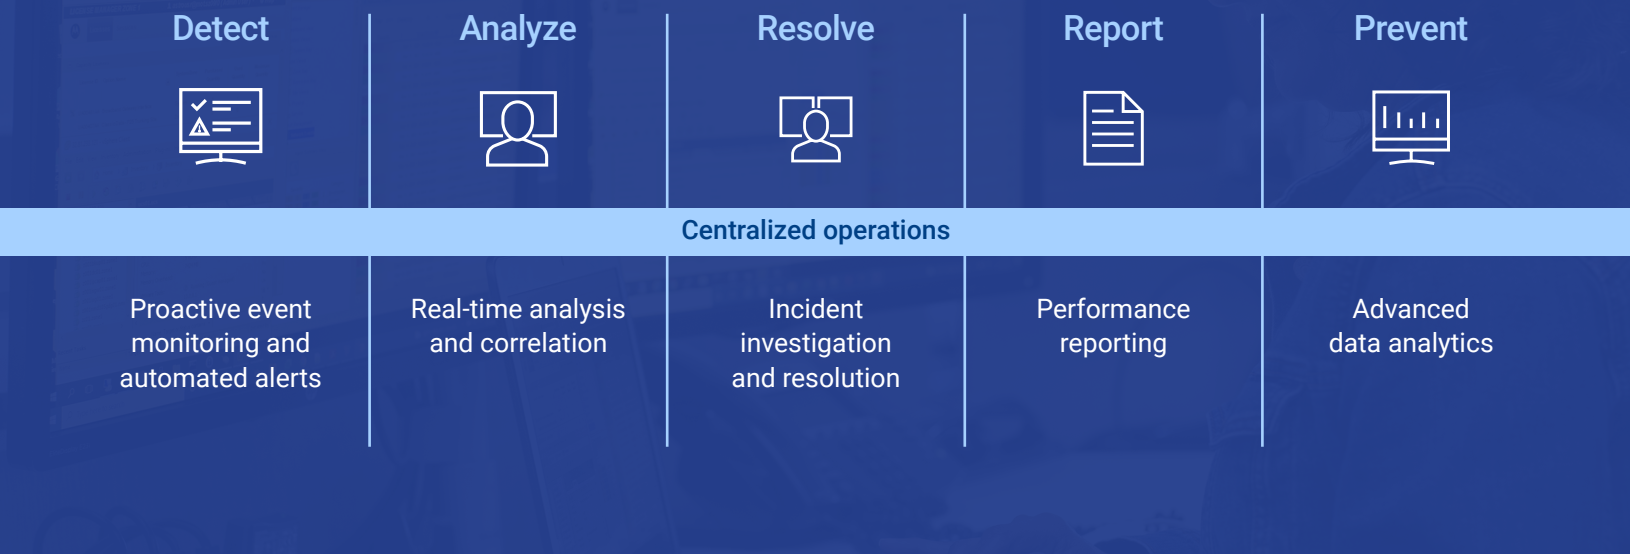 Detect
Analyze
Resolve
Report
Prevent
Centralized operations
Proactive event
monitoring and
automated alerts
Real-time analysis
and correlation
Incident
investigation
and resolution
Performance
reporting
Advanced
data analytics